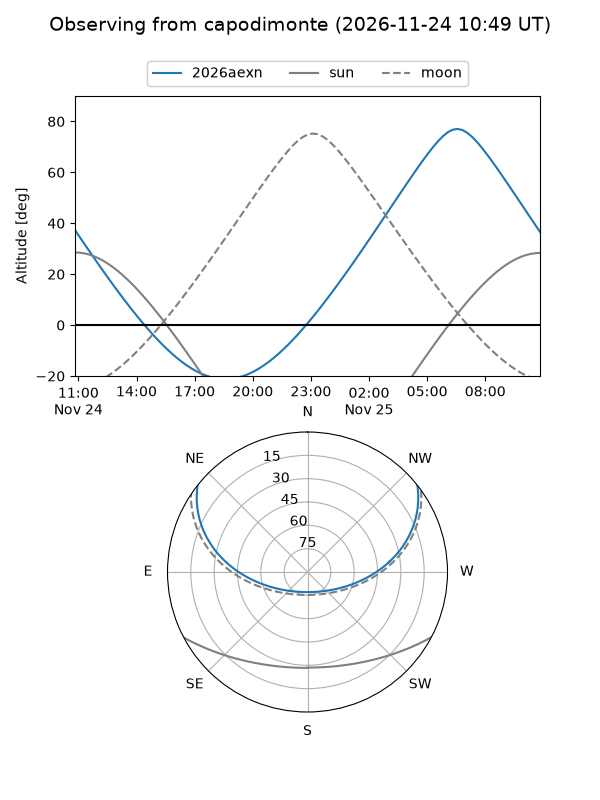 Observing from capodimonte (2026-11-24 10:49 UT)
2026aexn sun moon
Altitude [deg]
80
60
40
20
0
−20
11:00 14:00 17:00 20:00 23:00 02:00 05:00 08:00
Nov 24 Nov 25
N
NE NW
15
30
45
60
75
E W
SE SW
S